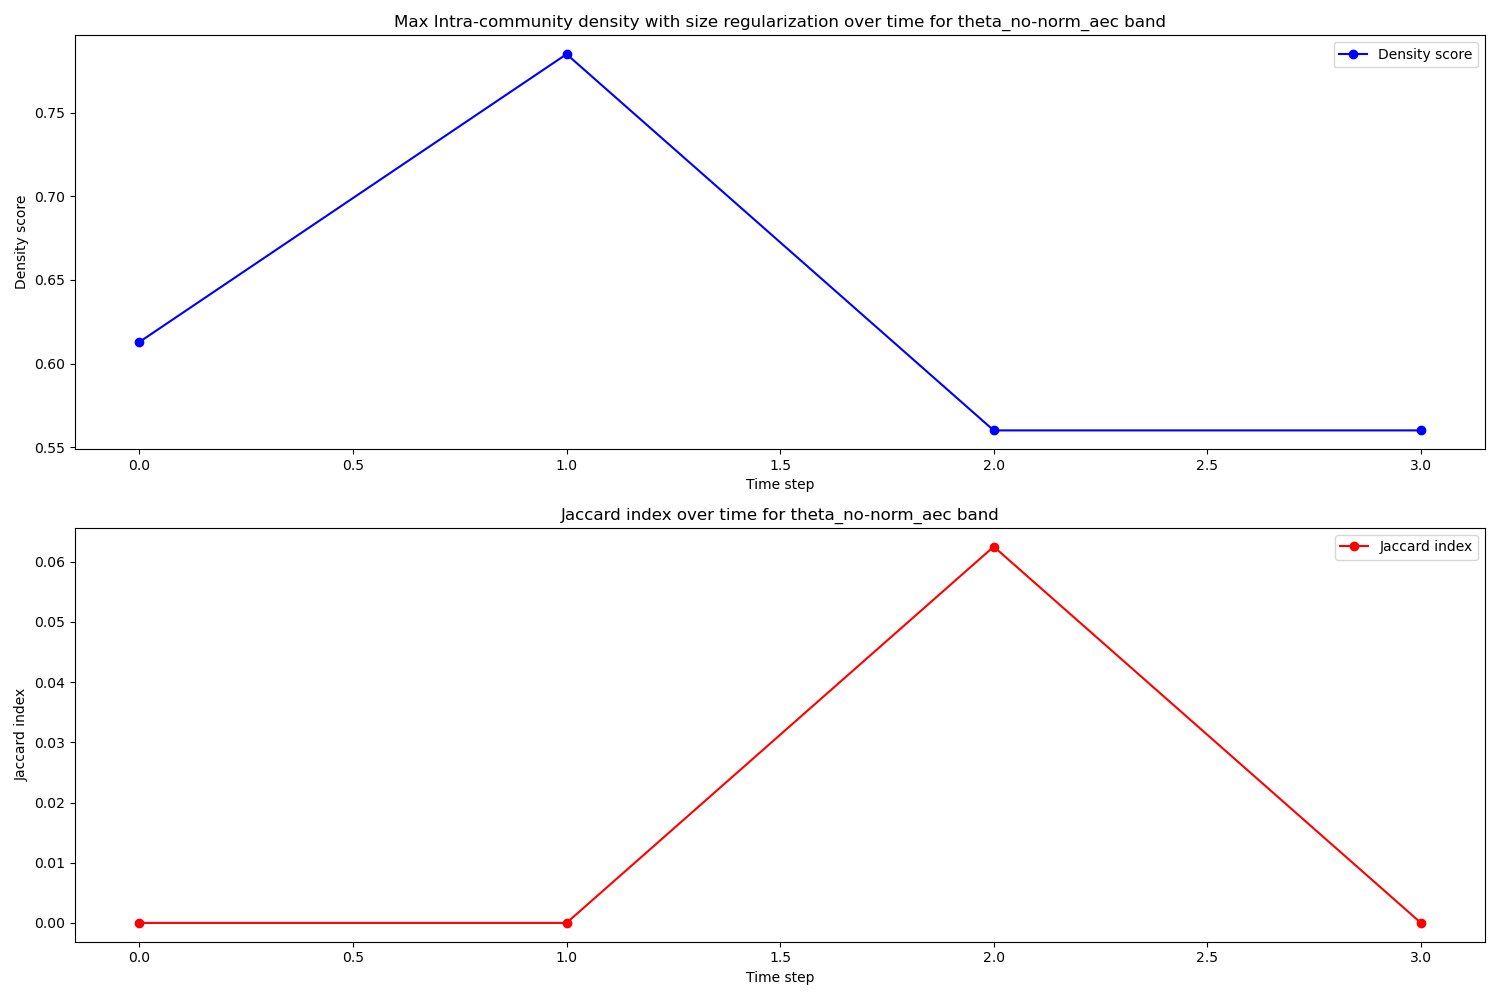 Max Intra-community density with size regularization over time for theta_no-norm_aec band
Density score
Density score
0.75
0.70
0.65
0.60
0.55
0.0 0.5 1.0 1.5 2.0 2.5 3.0
Time step
Jaccard index over time for theta_no-norm_aec band
Jaccard index
Jaccard index
0.06
0.05
0.04
0.03
0.02
0.01
0.00
0.0 0.5 1.0 1.5 2.0 2.5 3.0
Time step